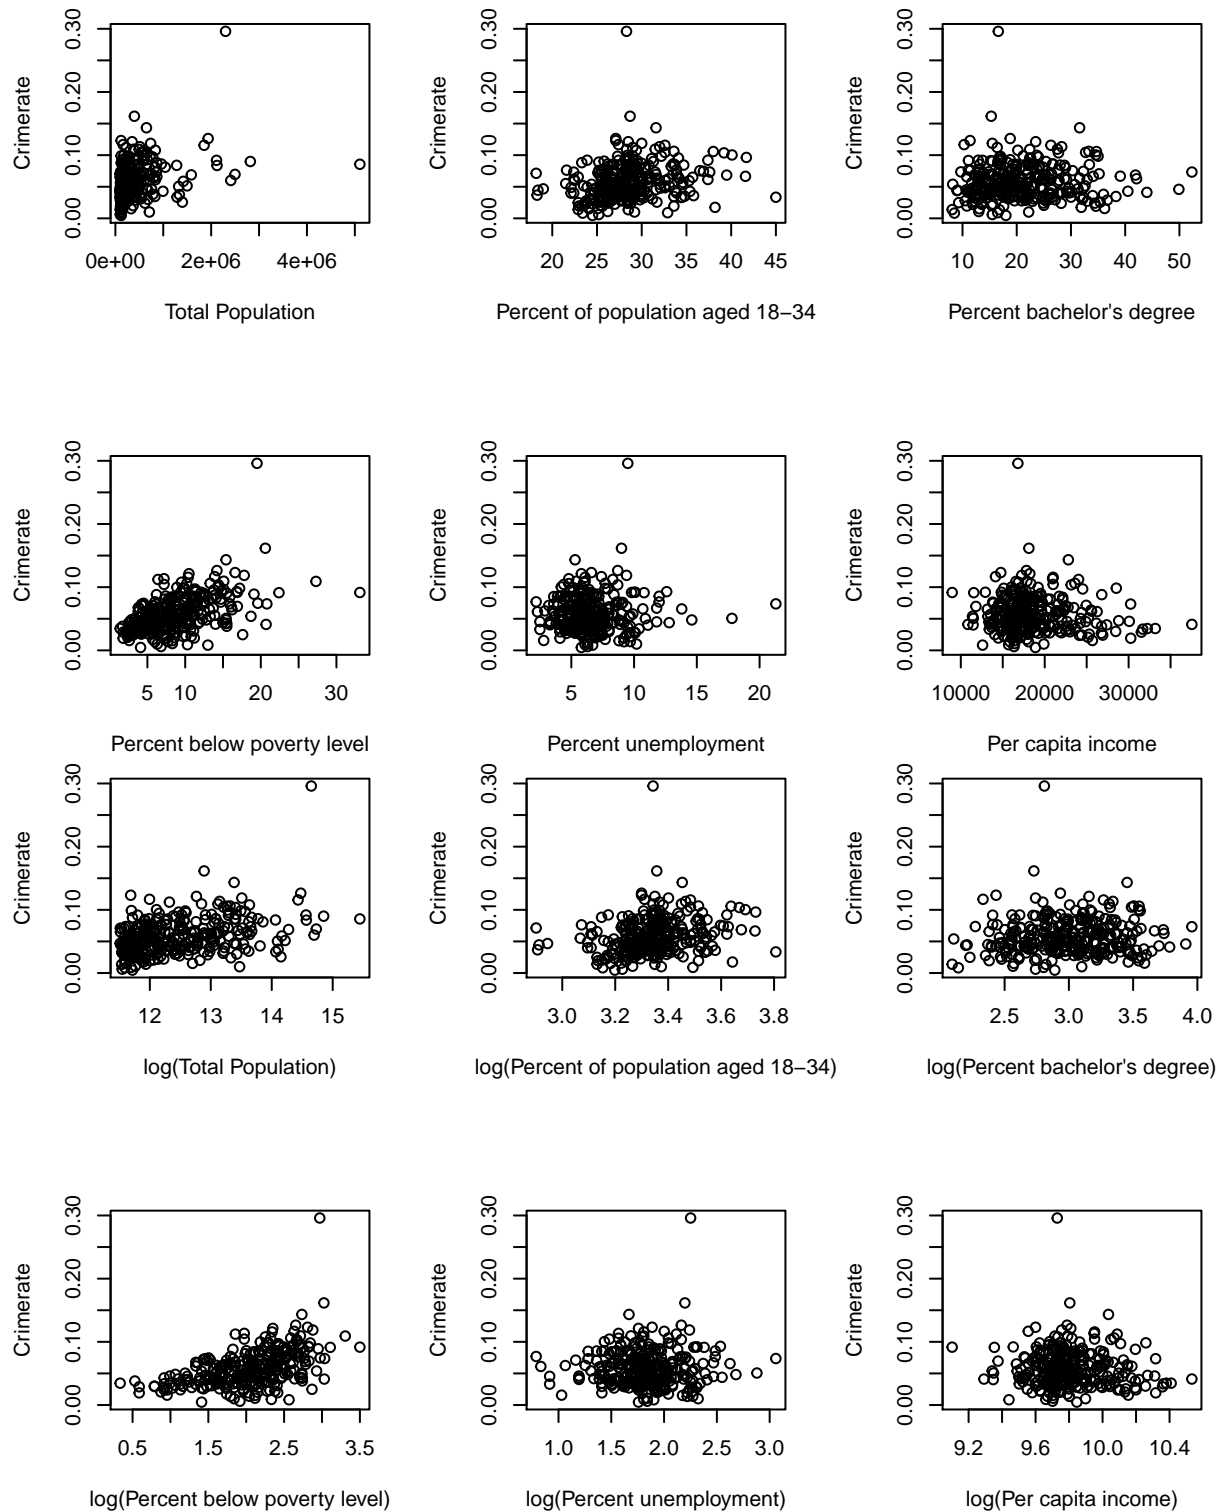 0.30
0.20
0.10
0.00
Crimerate
0e+00 2e+06 4e+06
Total Population
0.30
0.20
0.10
0.00
Crimerate
20 25 30 35 40 45
Percent of population aged 18−34
0.30
0.20
0.10
0.00
Crimerate
10 20 30 40 50
Percent bachelor's degree
0.30
0.20
0.10
0.00
Crimerate
5 10 20 30
Percent below poverty level
0.30
0.20
0.10
0.00
Crimerate
5 10 15 20
Percent unemployment
0.30
0.20
0.10
0.00
Crimerate
10000 20000 30000
Per capita income
0.30
0.20
0.10
0.00
Crimerate
12 13 14 15
log(Total Population)
0.30
0.20
0.10
0.00
Crimerate
3.0 3.2 3.4 3.6 3.8
log(Percent of population aged 18−34)
0.30
0.20
0.10
0.00
Crimerate
2.5 3.0 3.5 4.0
log(Percent bachelor's degree)
0.30
0.20
0.10
0.00
Crimerate
0.5 1.5 2.5 3.5
log(Percent below poverty level)
0.30
0.20
0.10
0.00
Crimerate
1.0 1.5 2.0 2.5 3.0
log(Percent unemployment)
0.30
0.20
0.10
0.00
Crimerate
9.2 9.6 10.0 10.4
log(Per capita income)